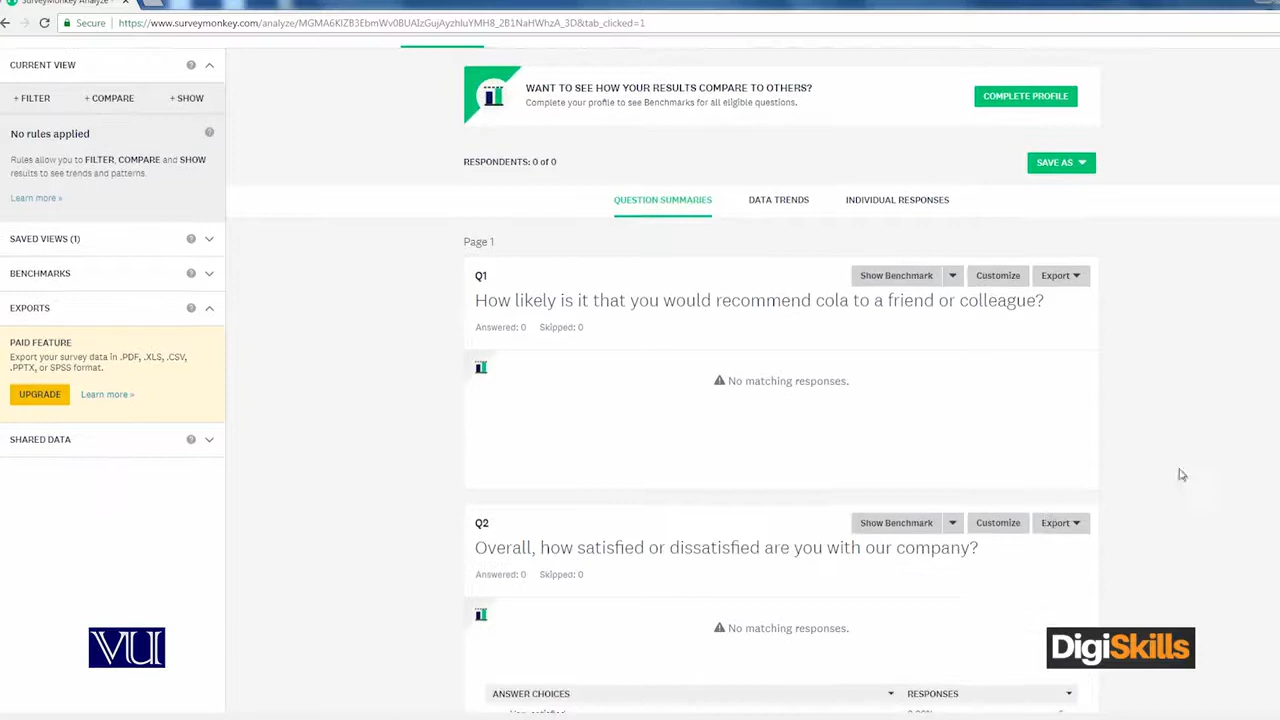 SurveyMonkey Analyze -
Secure
https://www.surveymonkey.com/analyze/MGMA6KIZB3EbmWv0BUAIzGujAyzhluYMH8_2B1NaHWhzA_3D&tab_clicked=1
CURRENT VIEW
+ FILTER + COMPARE + SHOW
No rules applied
Rules allow you to FILTER, COMPARE and SHOW
results to see trends and patterns.
Learn more »
SAVED VIEWS (1)
BENCHMARKS
EXPORTS
PAID FEATURE
Export your survey data in .PDF, .XLS, .CSV,
.PPTX, or SPSS format.
UPGRADE Learn more »
SHARED DATA
WANT TO SEE HOW YOUR RESULTS COMPARE TO OTHERS?
Complete your profile to see Benchmarks for all eligible questions.
COMPLETE PROFILE
RESPONDENTS: 0 of 0
SAVE AS
QUESTION SUMMARIES DATA TRENDS INDIVIDUAL RESPONSES
Page 1
Q1
Show Benchmark Customize Export
How likely is it that you would recommend cola to a friend or colleague?
Answered: 0 Skipped: 0
No matching responses.
Q2
Show Benchmark Customize Export
Overall, how satisfied or dissatisfied are you with our company?
Answered: 0 Skipped: 0
No matching responses.
ANSWER CHOICES RESPONSES
VU
DigiSkills